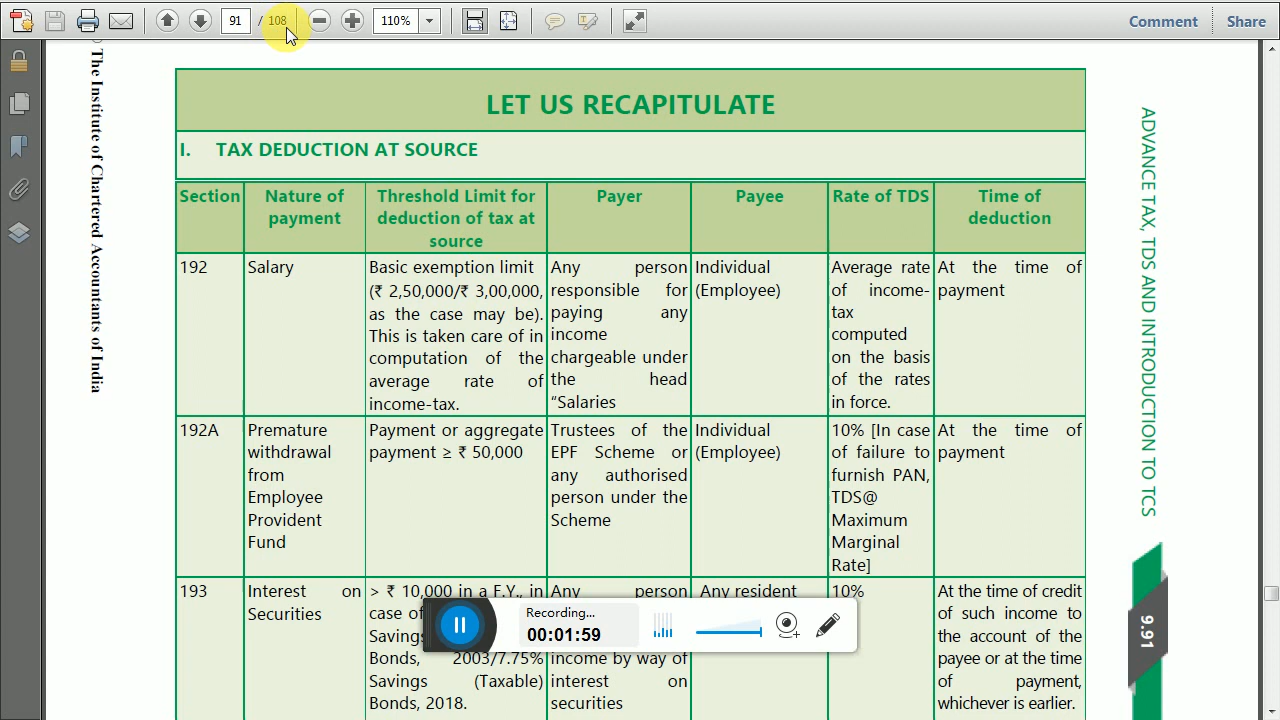 91 / 108
110%
Comment
Share
) The Institute of Chartered Accountants of India
LET US RECAPITULATE
I. TAX DEDUCTION AT SOURCE
Section
Nature of
payment
Threshold Limit for
deduction of tax at
source
Payer
Payee
Rate of TDS
Time of
deduction
192
Salary
Basic exemption limit
(₹ 2,50,000/₹ 3,00,000,
as the case may be).
This is taken care of in
computation of the
average rate of
income-tax.
Any person
responsible for
paying any
income
chargeable under
the head
“Salaries
Individual
(Employee)
Average rate
of income-
tax
computed
on the basis
of the rates
in force.
At the time of
payment
192A
Premature
withdrawal
from
Employee
Provident
Fund
Payment or aggregate
payment ≥ ₹ 50,000
Trustees of the
EPF Scheme or
any authorised
person under the
Scheme
Individual
(Employee)
10% [In case
of failure to
furnish PAN,
TDS@
Maximum
Marginal
Rate]
At the time of
payment
193
Interest on
Securities
> ₹ 10,000 in a F.Y., in
case of
Savings
Bonds, 2003/7.75%
Savings (Taxable)
Bonds, 2018.
Any person
income by way of
interest on
securities
Any resident
10%
At the time of credit
of such income to
the account of the
payee or at the time
of payment,
whichever is earlier.
Recording...
00:01:59
ADVANCE TAX, TDS AND INTRODUCTION TO TCS
9.91